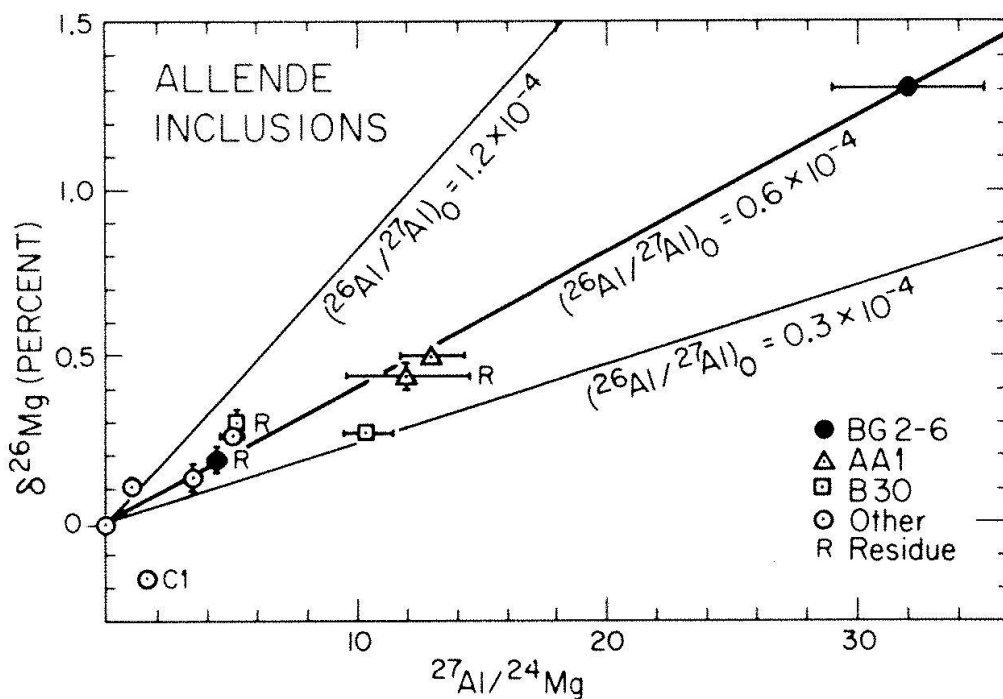 ALLENDE
INCLUSIONS
1.5
1.0
0.5
0
δ²⁶Mg (PERCENT)
(²⁶Al/²⁷Al)₀ = 1.2 × 10⁻⁴
(²⁶Al/²⁷Al)₀ = 0.6 × 10⁻⁴
(²⁶Al/²⁷Al)₀ = 0.3 × 10⁻⁴
R
R
R
C1
BG2-6
AA1
B30
Other
R Residue
10
20
30
²⁷Al/²⁴Mg